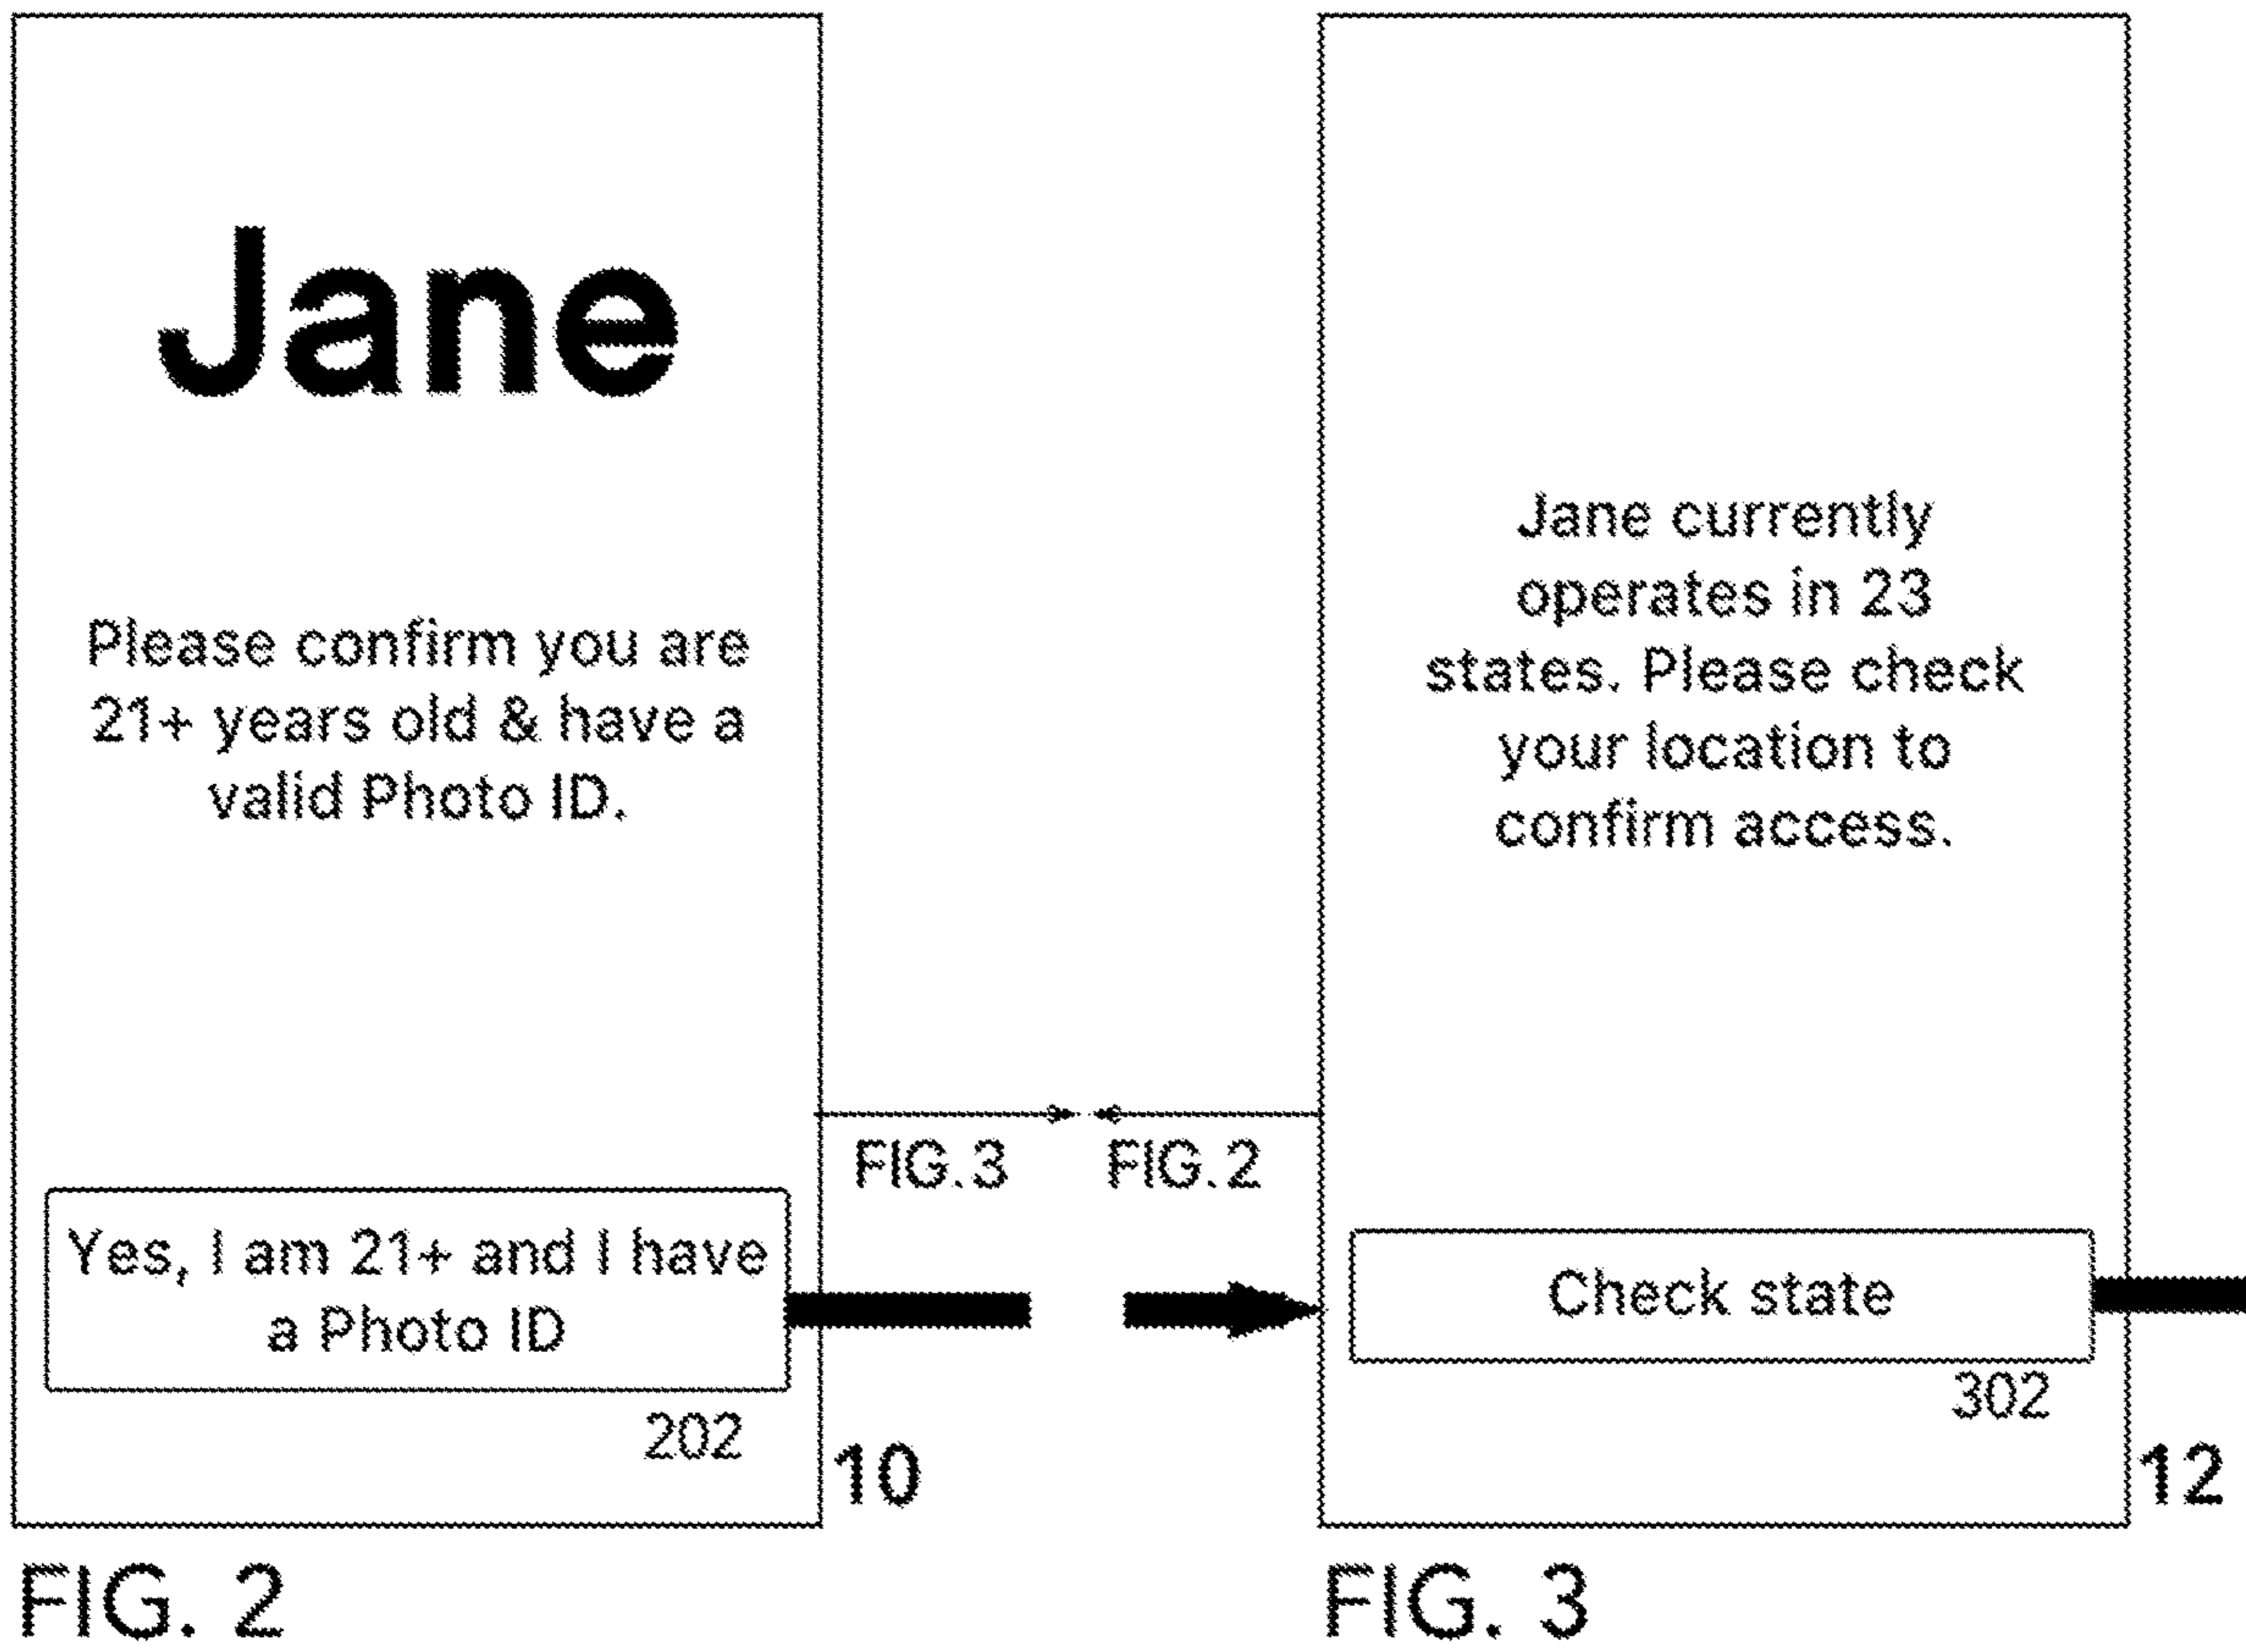 Jane
Please confirm you are
21+ years old & have a
valid Photo ID.
Yes, I am 21+ and I have
a Photo ID
202
10
FIG. 2
FIG. 3
FIG. 2
Jane currently
operates in 23
states. Please check
your location to
confirm access.
Check state
302
12
FIG. 3